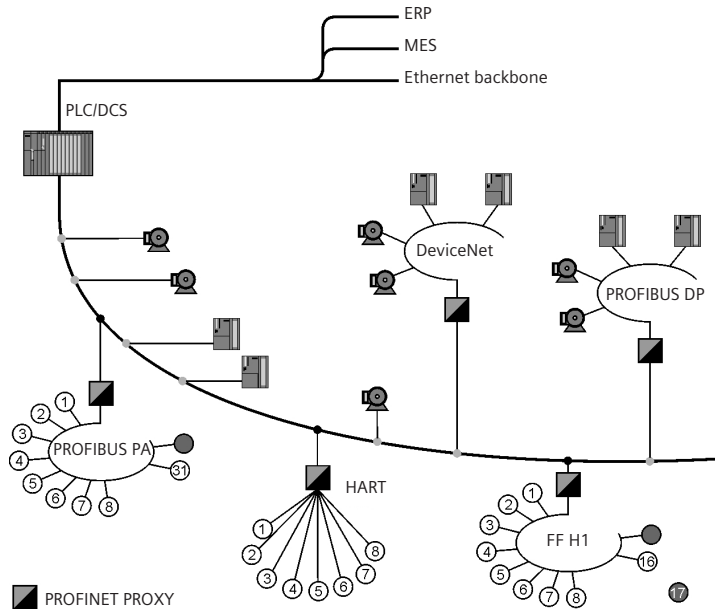 ERP
MES
Ethernet backbone
PLC/DCS
DeviceNet
PROFIBUS DP
1
2
3
4
5
6
7
8
31
PROFIBUS PA
HART
1
2
3
4
5
6
7
8
FF H1
1
2
3
4
5
6
7
8
16
17
PROFINET PROXY